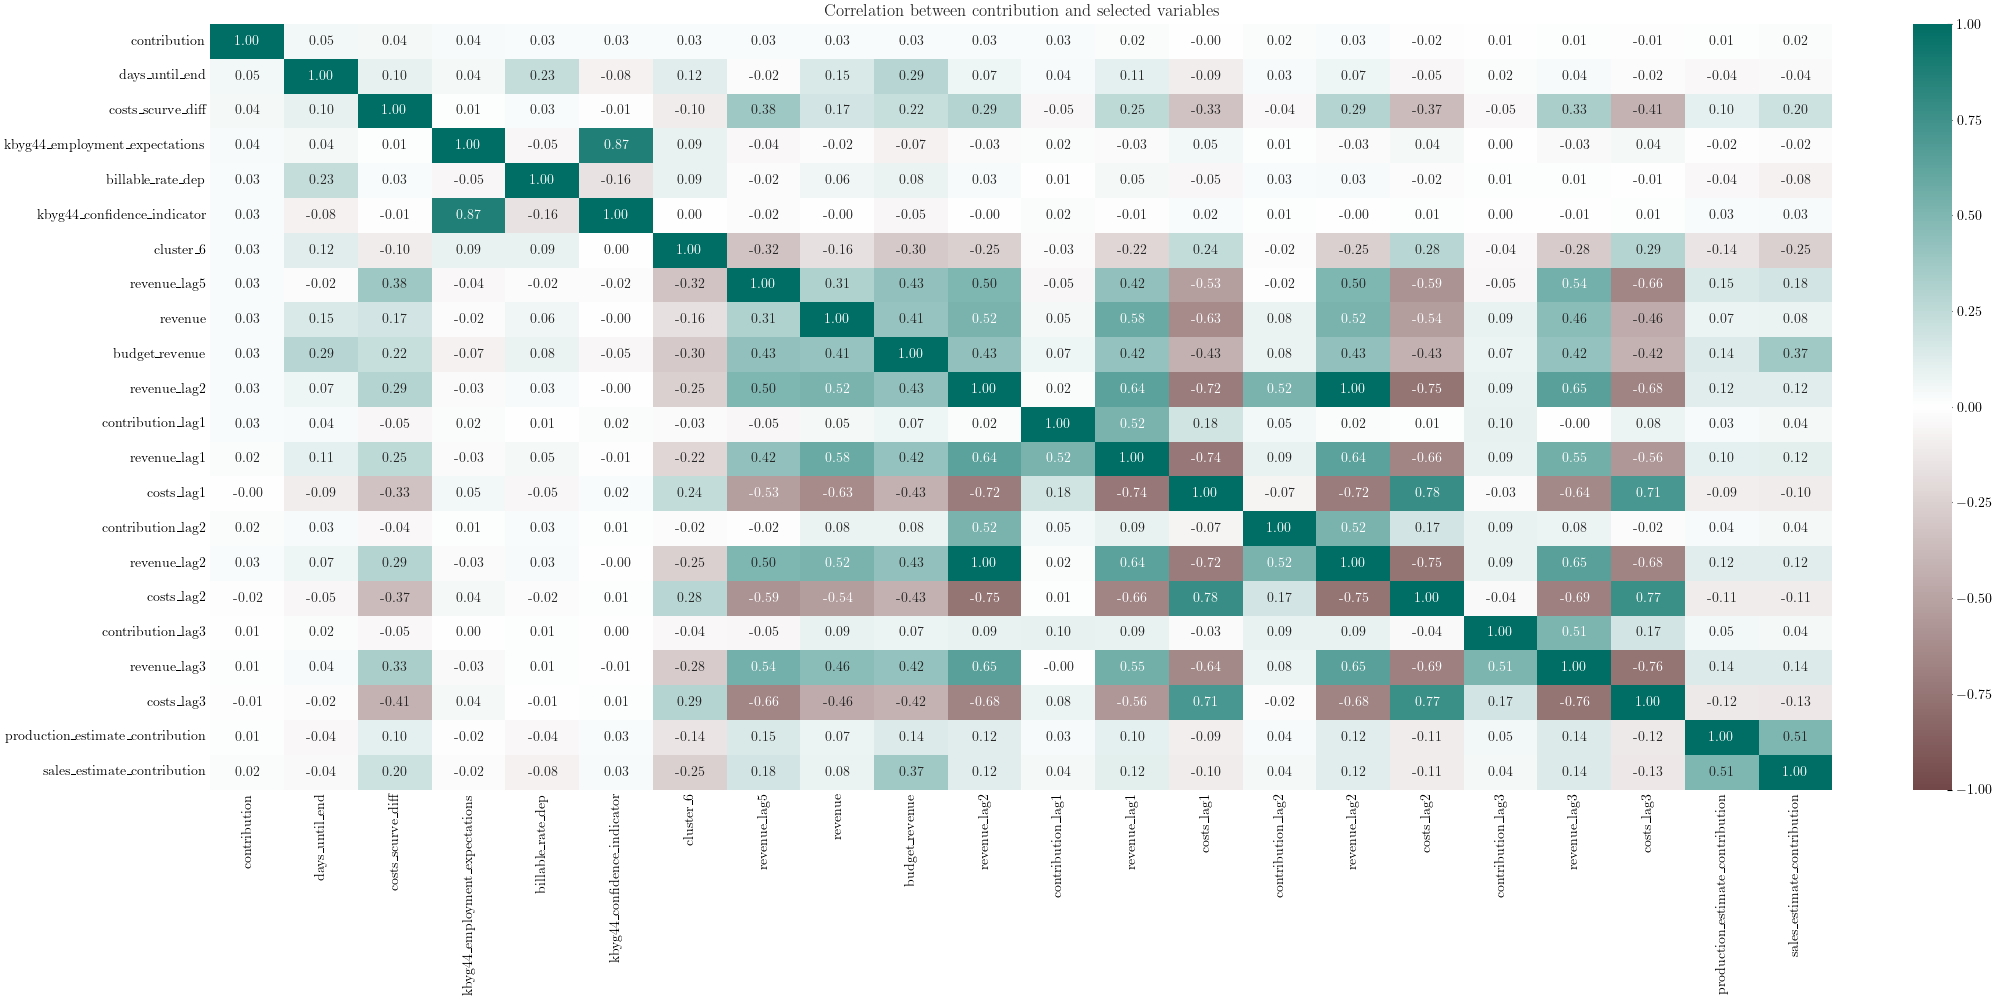 Correlation between contribution and selected variables
contribution 1.00 0.05 0.04 0.04 0.03 0.03 0.03 0.03 0.03 0.03 0.03 0.03 0.02 -0.00 0.02 0.03 -0.02 0.01 0.01 -0.01 0.01 0.02
days_until_end 0.05 1.00 0.10 0.04 0.23 -0.08 0.12 -0.02 0.15 0.29 0.07 0.04 0.11 -0.09 0.03 0.07 -0.05 0.02 0.04 -0.02 -0.04 -0.04
costs_scurve_diff 0.04 0.10 1.00 0.01 0.03 -0.01 -0.10 0.38 0.17 0.22 0.29 -0.05 0.25 -0.33 -0.04 0.29 -0.37 -0.05 0.33 -0.41 0.10 0.20
kbyg44_employment_expectations 0.04 0.04 0.01 1.00 -0.05 0.87 0.09 -0.04 -0.02 -0.07 -0.03 0.02 -0.03 0.05 0.01 -0.03 0.04 0.00 -0.03 0.04 -0.02 -0.02
billable_rate_dep 0.03 0.23 0.03 -0.05 1.00 -0.16 0.09 -0.02 0.06 0.08 0.03 0.01 0.05 -0.05 0.03 0.03 -0.02 0.01 0.01 -0.01 -0.04 -0.08
kbyg44_confidence_indicator 0.03 -0.08 -0.01 0.87 -0.16 1.00 0.00 -0.02 -0.00 -0.05 -0.00 0.02 -0.01 0.02 0.01 -0.00 0.01 0.00 -0.01 0.01 0.03 0.03
cluster_6 0.03 0.12 -0.10 0.09 0.09 0.00 1.00 -0.32 -0.16 -0.30 -0.25 -0.03 -0.22 0.24 -0.02 -0.25 0.28 -0.04 -0.28 0.29 -0.14 -0.25
revenue_lag5 0.03 -0.02 0.38 -0.04 -0.02 -0.02 -0.32 1.00 0.31 0.43 0.50 -0.05 0.42 -0.53 -0.02 0.50 -0.59 -0.05 0.54 -0.66 0.15 0.18
revenue 0.03 0.15 0.17 -0.02 0.06 -0.00 -0.16 0.31 1.00 0.41 0.52 0.05 0.58 -0.63 0.08 0.52 -0.54 0.09 0.46 -0.46 0.07 0.08
budget_revenue 0.03 0.29 0.22 -0.07 0.08 -0.05 -0.30 0.43 0.41 1.00 0.43 0.07 0.42 -0.43 0.08 0.43 -0.43 0.07 0.42 -0.42 0.14 0.37
revenue_lag2 0.03 0.07 0.29 -0.03 0.03 -0.00 -0.25 0.50 0.52 0.43 1.00 0.02 0.64 -0.72 0.52 1.00 -0.75 0.09 0.65 -0.68 0.12 0.12
contribution_lag1 0.03 0.04 -0.05 0.02 0.01 0.02 -0.03 -0.05 0.05 0.07 0.02 1.00 0.52 0.18 0.05 0.02 0.01 0.10 -0.00 0.08 0.03 0.04
revenue_lag1 0.02 0.11 0.25 -0.03 0.05 -0.01 -0.22 0.42 0.58 0.42 0.64 0.52 1.00 -0.74 0.09 0.64 -0.66 0.09 0.55 -0.56 0.10 0.12
costs_lag1 -0.00 -0.09 -0.33 0.05 -0.05 0.02 0.24 -0.53 -0.63 -0.43 -0.72 0.18 -0.74 1.00 -0.07 -0.72 0.78 -0.03 -0.64 0.71 -0.09 -0.10
contribution_lag2 0.02 0.03 -0.04 0.01 0.03 0.01 -0.02 -0.02 0.08 0.08 0.52 0.05 0.09 -0.07 1.00 0.52 0.17 0.09 0.08 -0.02 0.04 0.04
revenue_lag2 0.03 0.07 0.29 -0.03 0.03 -0.00 -0.25 0.50 0.52 0.43 1.00 0.02 0.64 -0.72 0.52 1.00 -0.75 0.09 0.65 -0.68 0.12 0.12
costs_lag2 -0.02 -0.05 -0.37 0.04 -0.02 0.01 0.28 -0.59 -0.54 -0.43 -0.75 0.01 -0.66 0.78 0.17 -0.75 1.00 -0.04 -0.69 0.77 -0.11 -0.11
contribution_lag3 0.01 0.02 -0.05 0.00 0.01 0.00 -0.04 -0.05 0.09 0.07 0.09 0.10 0.09 -0.03 0.09 0.09 -0.04 1.00 0.51 0.17 0.05 0.04
revenue_lag3 0.01 0.04 0.33 -0.03 0.01 -0.01 -0.28 0.54 0.46 0.42 0.65 -0.00 0.55 -0.64 0.08 0.65 -0.69 0.51 1.00 -0.76 0.14 0.14
costs_lag3 -0.01 -0.02 -0.41 0.04 -0.01 0.01 0.29 -0.66 -0.46 -0.42 -0.68 0.08 -0.56 0.71 -0.02 -0.68 0.77 0.17 -0.76 1.00 -0.12 -0.13
production_estimate_contribution 0.01 -0.04 0.10 -0.02 -0.04 0.03 -0.14 0.15 0.07 0.14 0.12 0.03 0.10 -0.09 0.04 0.12 -0.11 0.05 0.14 -0.12 1.00 0.51
sales_estimate_contribution 0.02 -0.04 0.20 -0.02 -0.08 0.03 -0.25 0.18 0.08 0.37 0.12 0.04 0.12 -0.10 0.04 0.12 -0.11 0.04 0.14 -0.13 0.51 1.00
contribution
days_until_end
costs_scurve_diff
kbyg44_employment_expectations
billable_rate_dep
kbyg44_confidence_indicator
cluster_6
revenue_lag5
revenue
budget_revenue
revenue_lag2
contribution_lag1
revenue_lag1
costs_lag1
contribution_lag2
revenue_lag2
costs_lag2
contribution_lag3
revenue_lag3
costs_lag3
production_estimate_contribution
sales_estimate_contribution
1.00
0.75
0.50
0.25
0.00
−0.25
−0.50
−0.75
−1.00